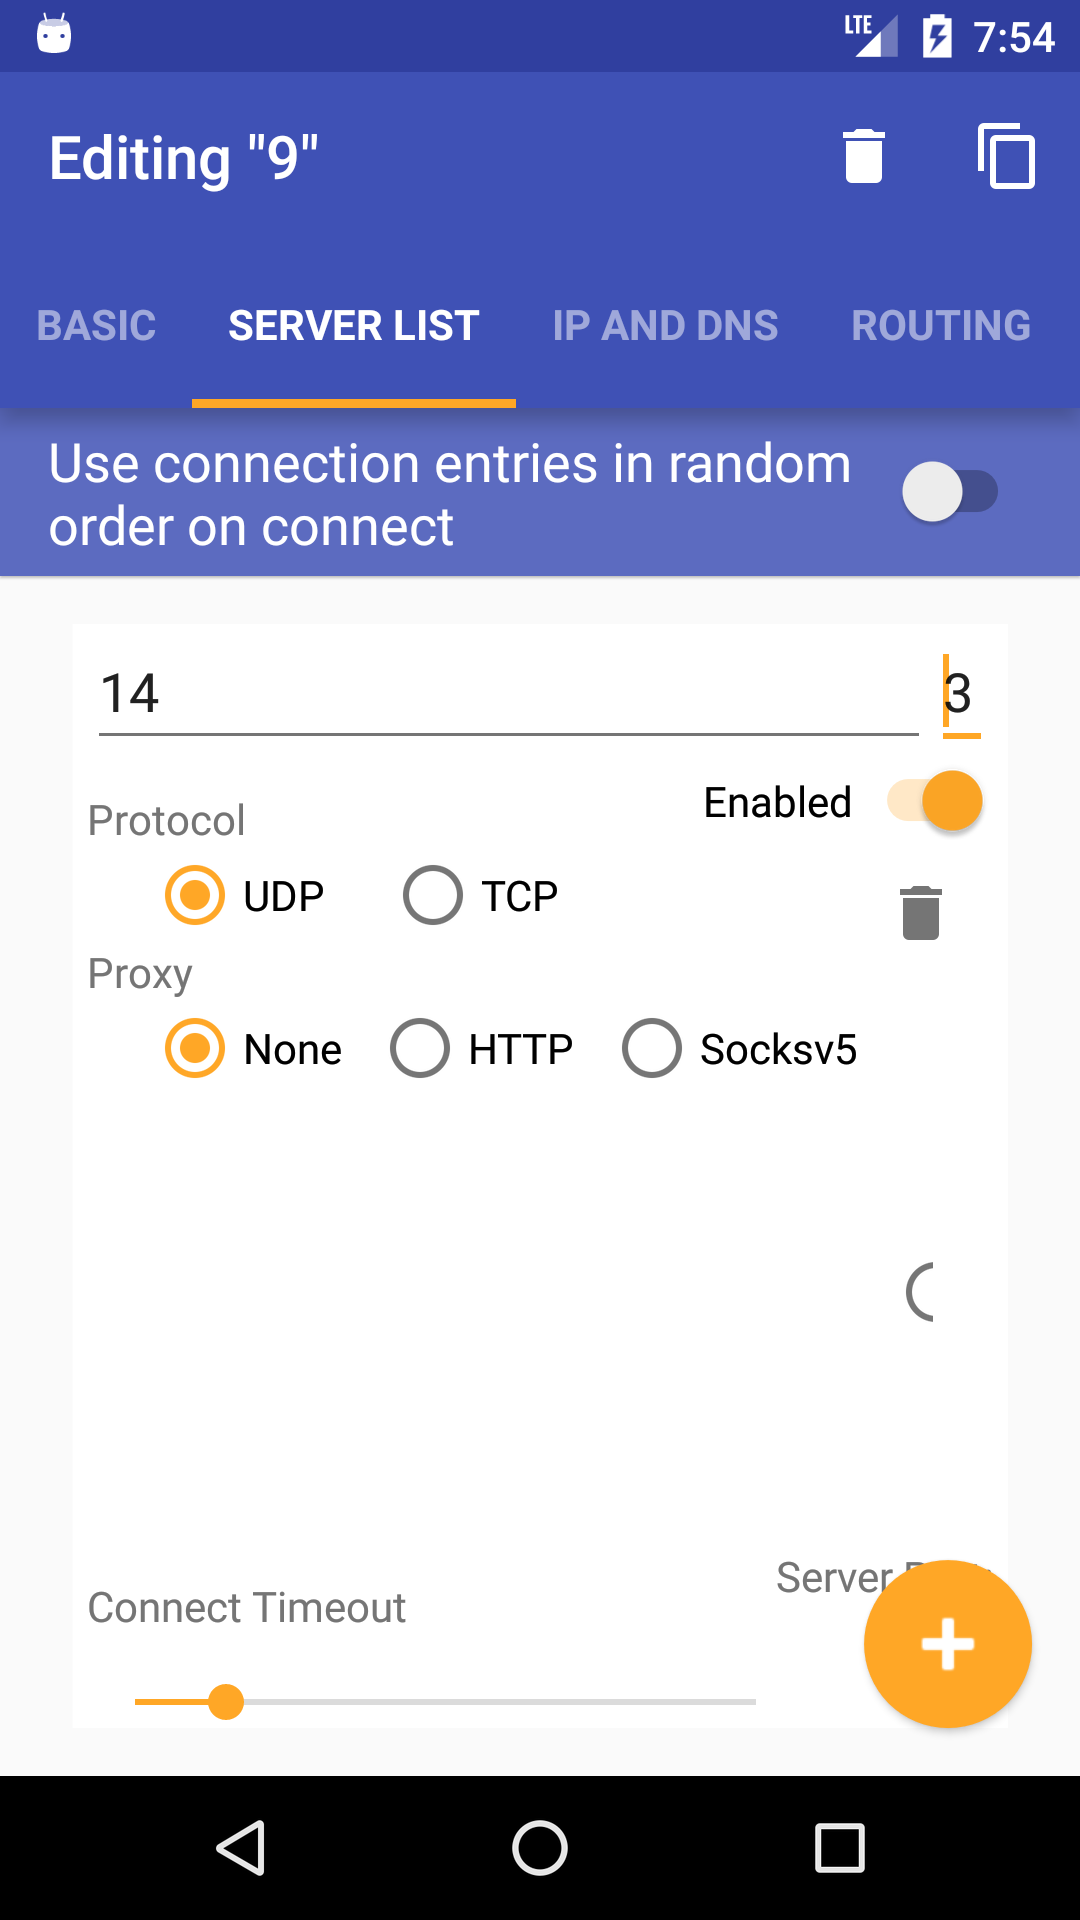 LTE 7:54
Editing "9"
BASIC SERVER LIST IP AND DNS ROUTING
Use connection entries in random
order on connect
14 3
Enabled
Protocol
UDP TCP
Proxy
None HTTP Socksv5
Server
Connect Timeout